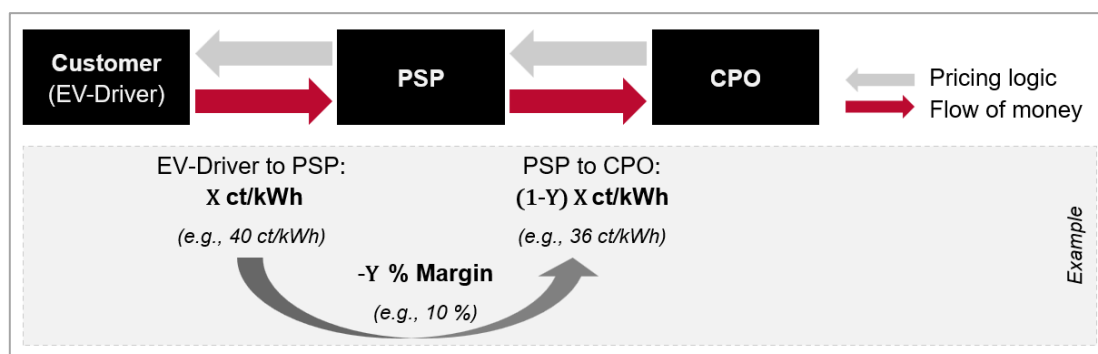 Customer
(EV-Driver)
PSP
CPO
Pricing logic
Flow of money
EV-Driver to PSP:
X ct/kWh
(e.g., 40 ct/kWh)
PSP to CPO:
(1-Y) X ct/kWh
(e.g., 36 ct/kWh)
-Y % Margin
(e.g., 10 %)
Example